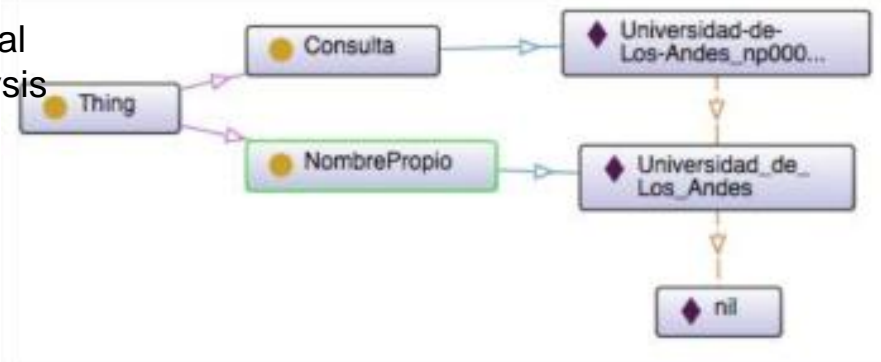 al
sis
Thing
Consulta
Universidad-de-
Los-Andes_np000...
NombrePropio
Universidad_de_
Los_Andes
nil